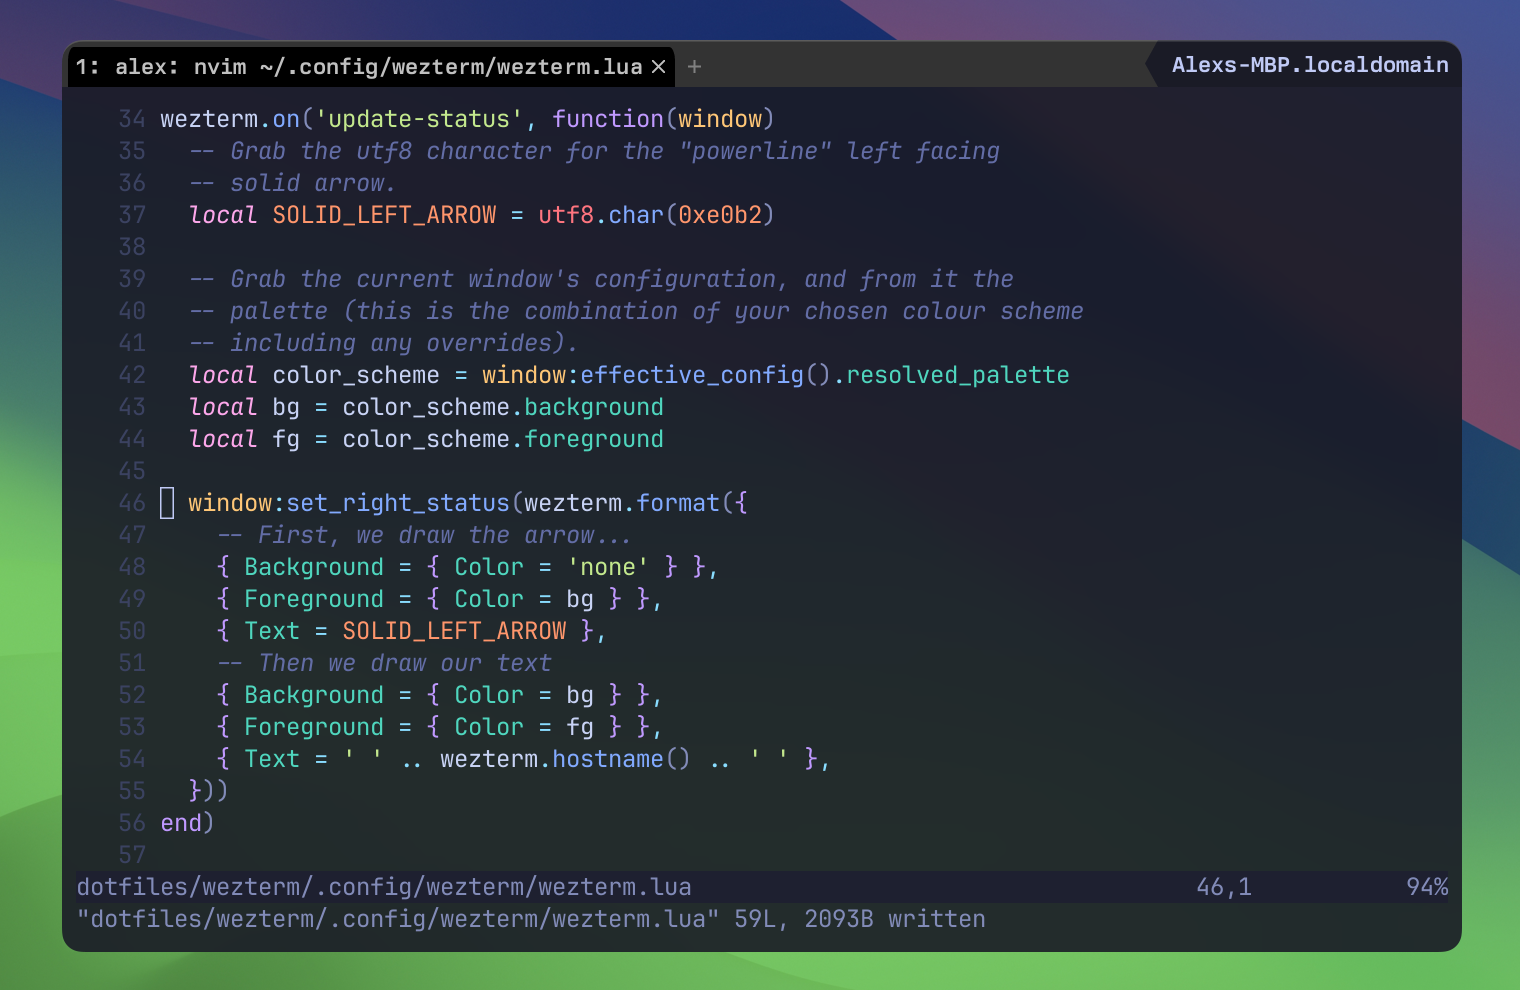 1: alex: nvim ~/.config/wezterm/wezterm.lua × + Alexs-MBP.localdomain
34 wezterm.on('update-status', function(window)
35   -- Grab the utf8 character for the "powerline" left facing
36   -- solid arrow.
37   local SOLID_LEFT_ARROW = utf8.char(0xe0b2)
38
39   -- Grab the current window's configuration, and from it the
40   -- palette (this is the combination of your chosen colour scheme
41   -- including any overrides).
42   local color_scheme = window:effective_config().resolved_palette
43   local bg = color_scheme.background
44   local fg = color_scheme.foreground
45
46   window:set_right_status(wezterm.format({
47     -- First, we draw the arrow...
48     { Background = { Color = 'none' } },
49     { Foreground = { Color = bg } },
50     { Text = SOLID_LEFT_ARROW },
51     -- Then we draw our text
52     { Background = { Color = bg } },
53     { Foreground = { Color = fg } },
54     { Text = ' ' .. wezterm.hostname() .. ' ' },
55   }))
56 end)
57
dotfiles/wezterm/.config/wezterm/wezterm.lua 46,1 94%
"dotfiles/wezterm/.config/wezterm/wezterm.lua" 59L, 2093B written